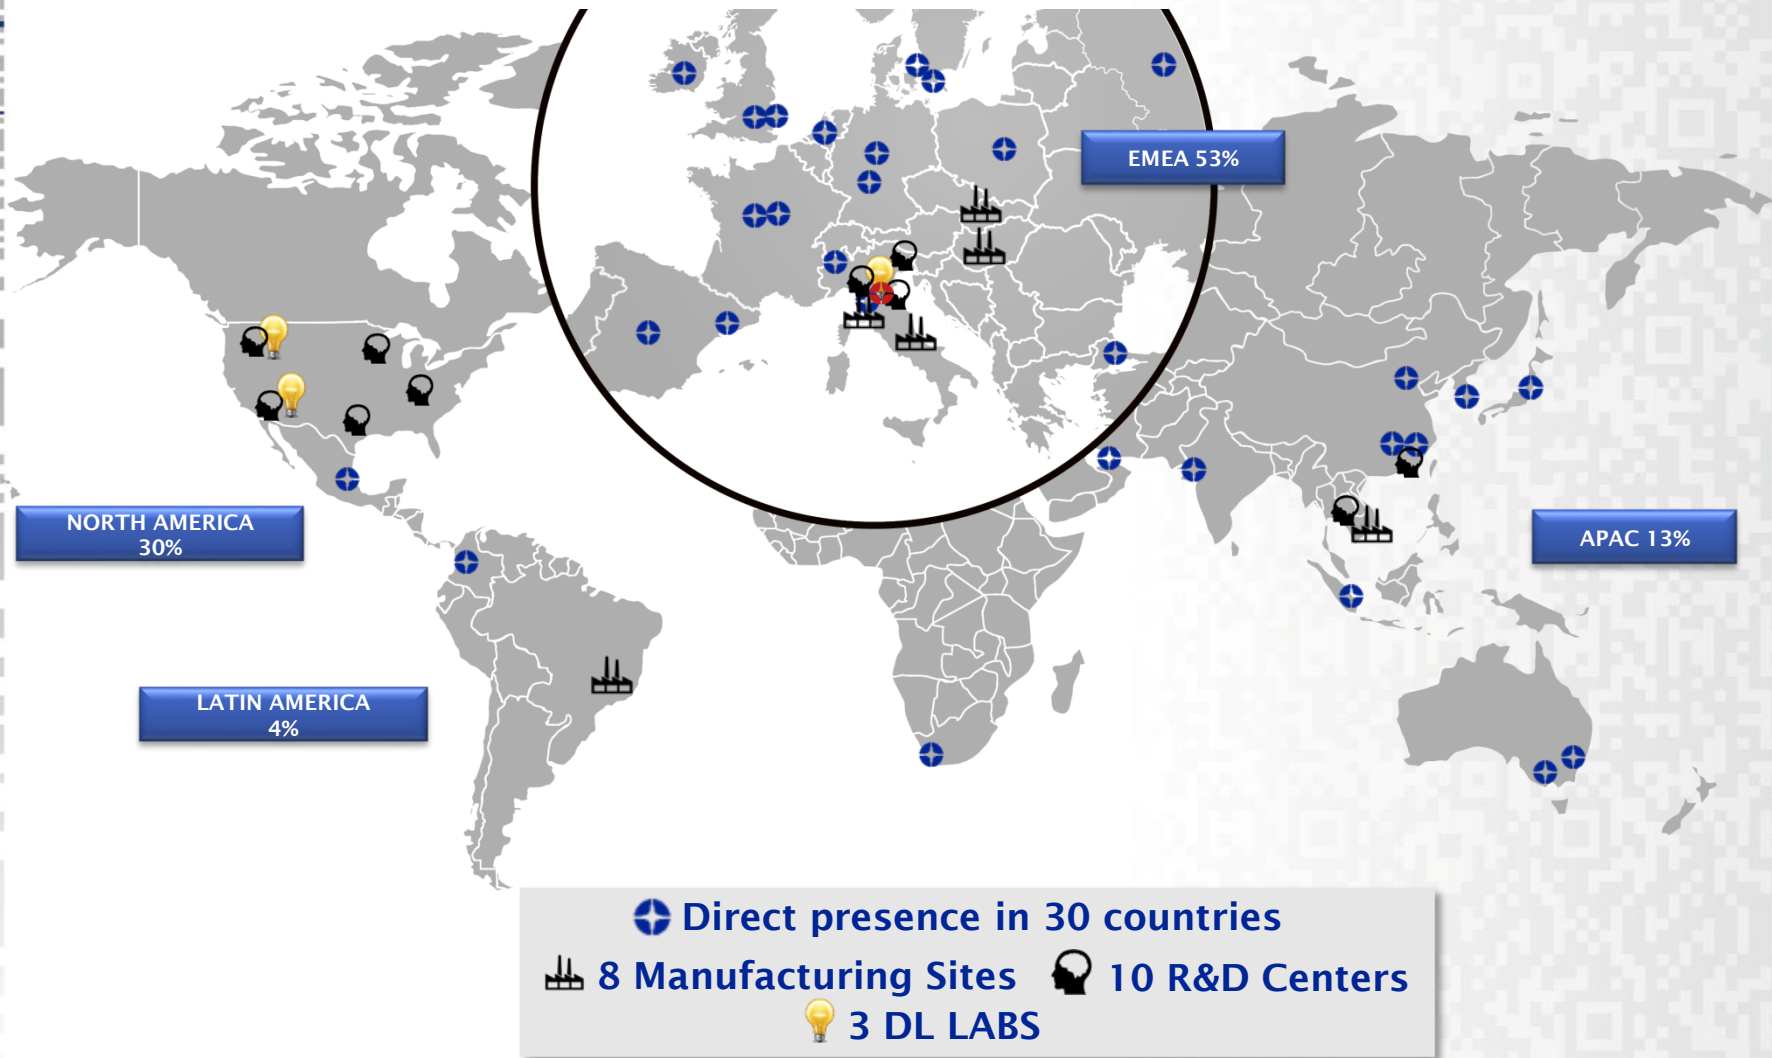 EMEA 53%
NORTH AMERICA
30%
APAC 13%
LATIN AMERICA
4%
Direct presence in 30 countries
8 Manufacturing Sites 10 R&D Centers
3 DL LABS